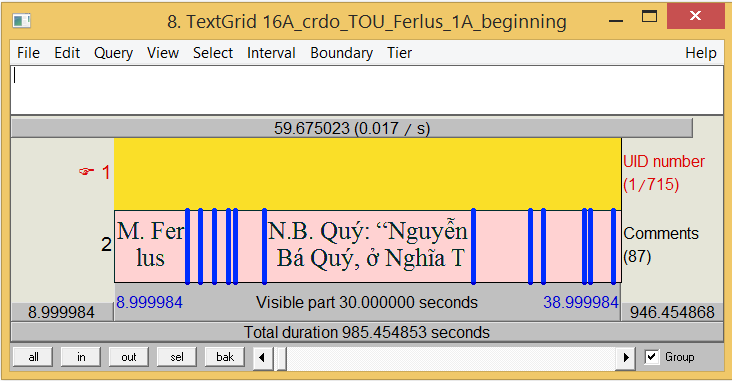 8. TextGrid 16A_crdo_TOU_Ferlus_1A_beginning
File Edit Query View Select Interval Boundary Tier Help
59.675023 (0.017 / s)
☞ 1
UID number
(1/715)
2
M. Fer
lus
N.B. Quý: “Nguyễn
Bá Quý, ở Nghĩa T
Comments
(87)
8.999984
8.999984 Visible part 30.000000 seconds 38.999984
946.454868
Total duration 985.454853 seconds
all in out sel bak Group